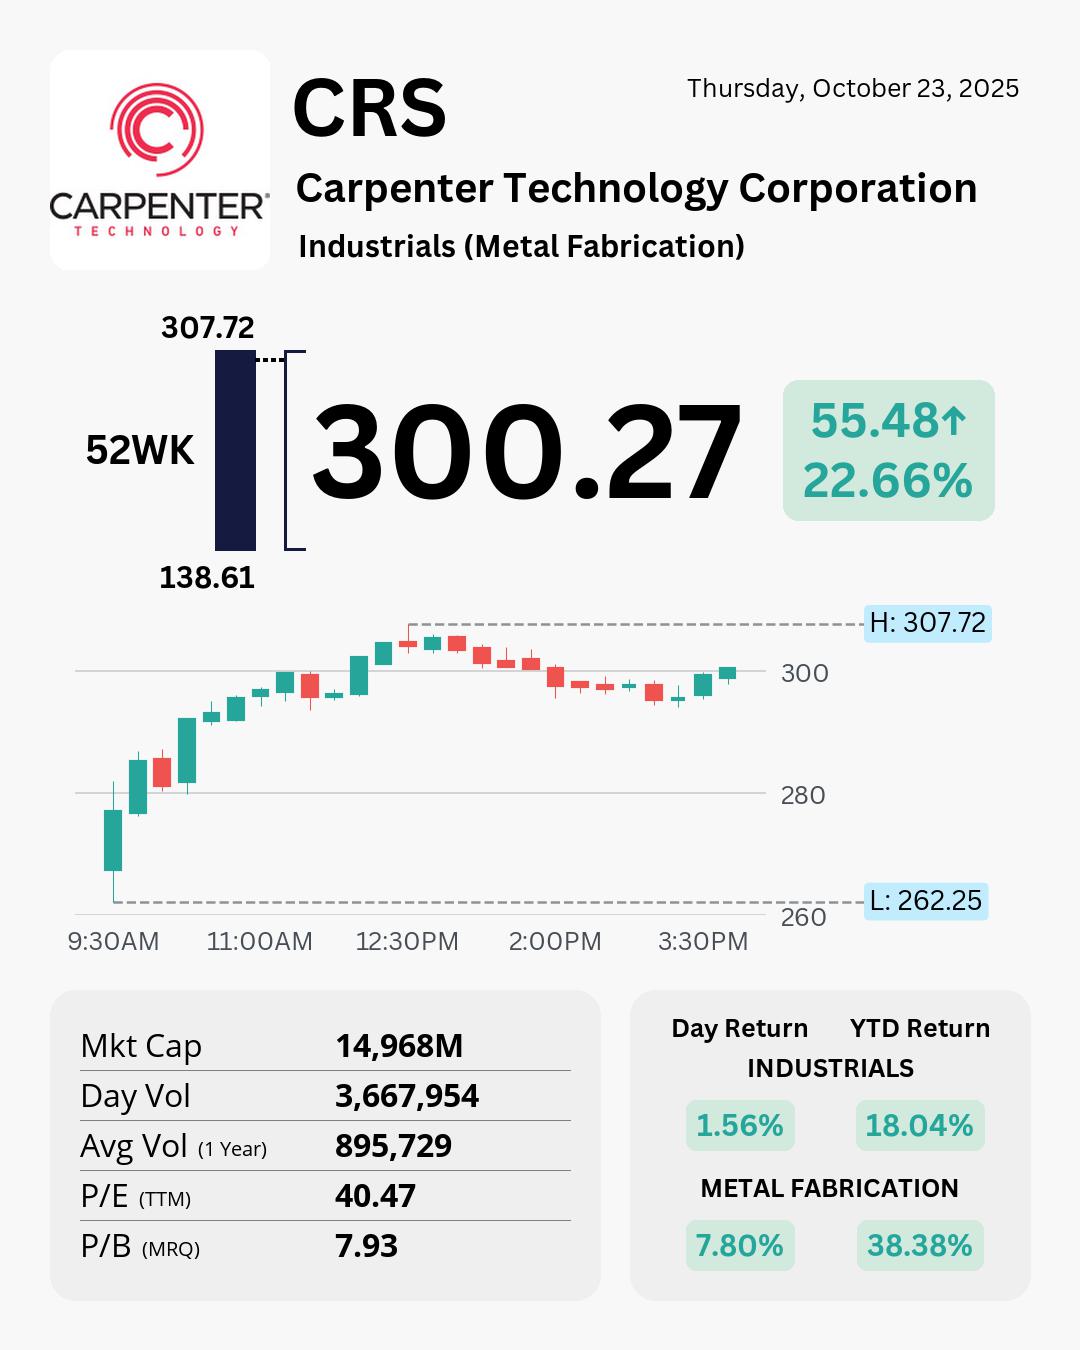 CARPENTER®
TECHNOLOGY
CRS
Thursday, October 23, 2025
Carpenter Technology Corporation
Industrials (Metal Fabrication)
307.72
52WK
138.61
300.27
55.48↑
22.66%
H: 307.72
300
280
L: 262.25
260
9:30AM 11:00AM 12:30PM 2:00PM 3:30PM
Mkt Cap 14,968M
Day Vol 3,667,954
Avg Vol (1 Year) 895,729
P/E (TTM) 40.47
P/B (MRQ) 7.93
Day Return YTD Return
INDUSTRIALS
1.56% 18.04%
METAL FABRICATION
7.80% 38.38%